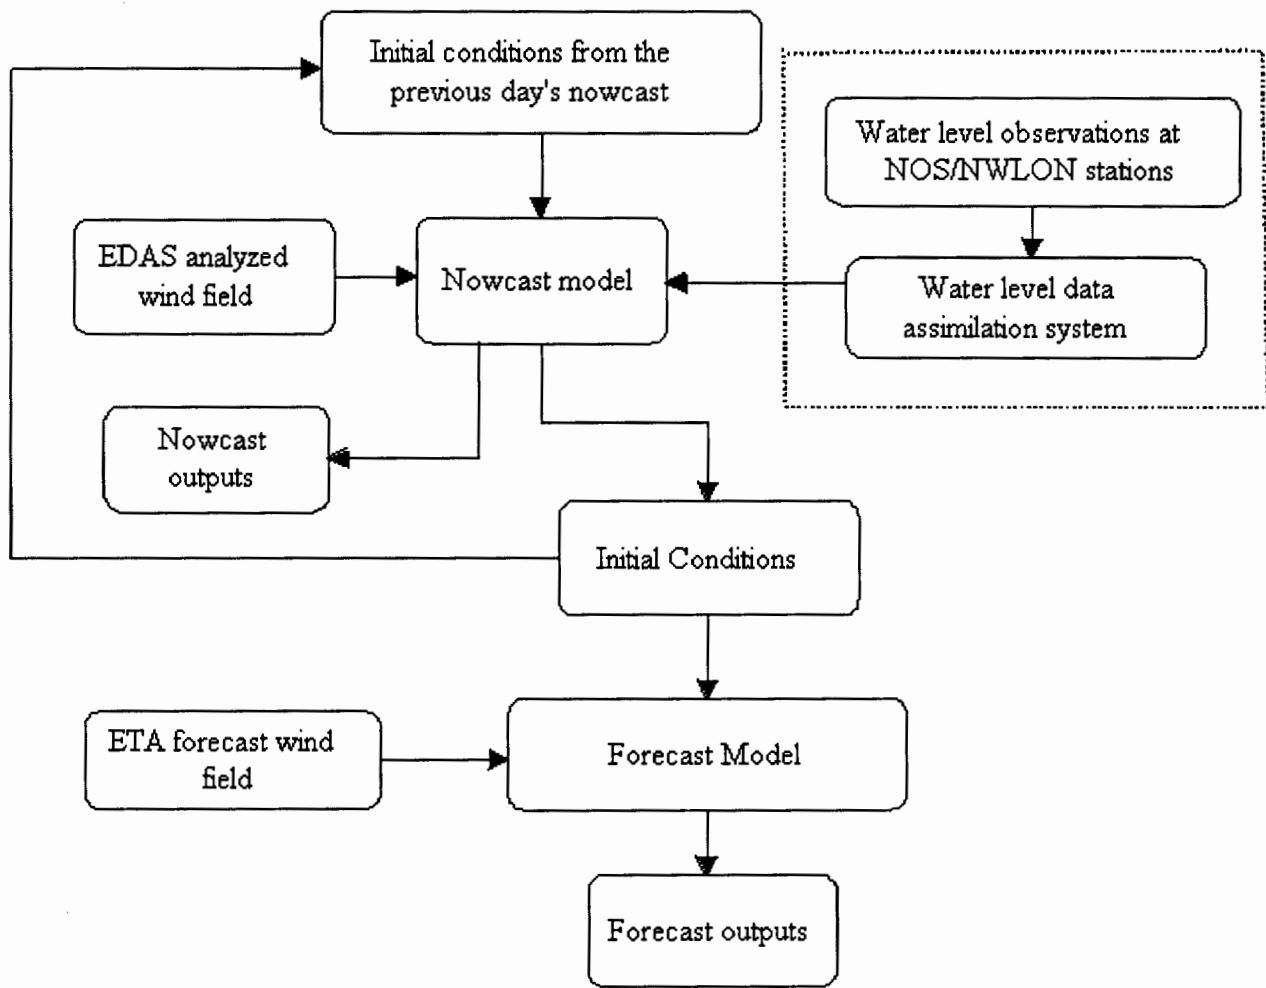 Initial conditions from the
previous day's nowcast
Water level observations at
NOS/NWLON stations
EDAS analyzed
wind field
Nowcast model
Water level data
assimilation system
Nowcast
outputs
Initial Conditions
ETA forecast wind
field
Forecast Model
Forecast outputs